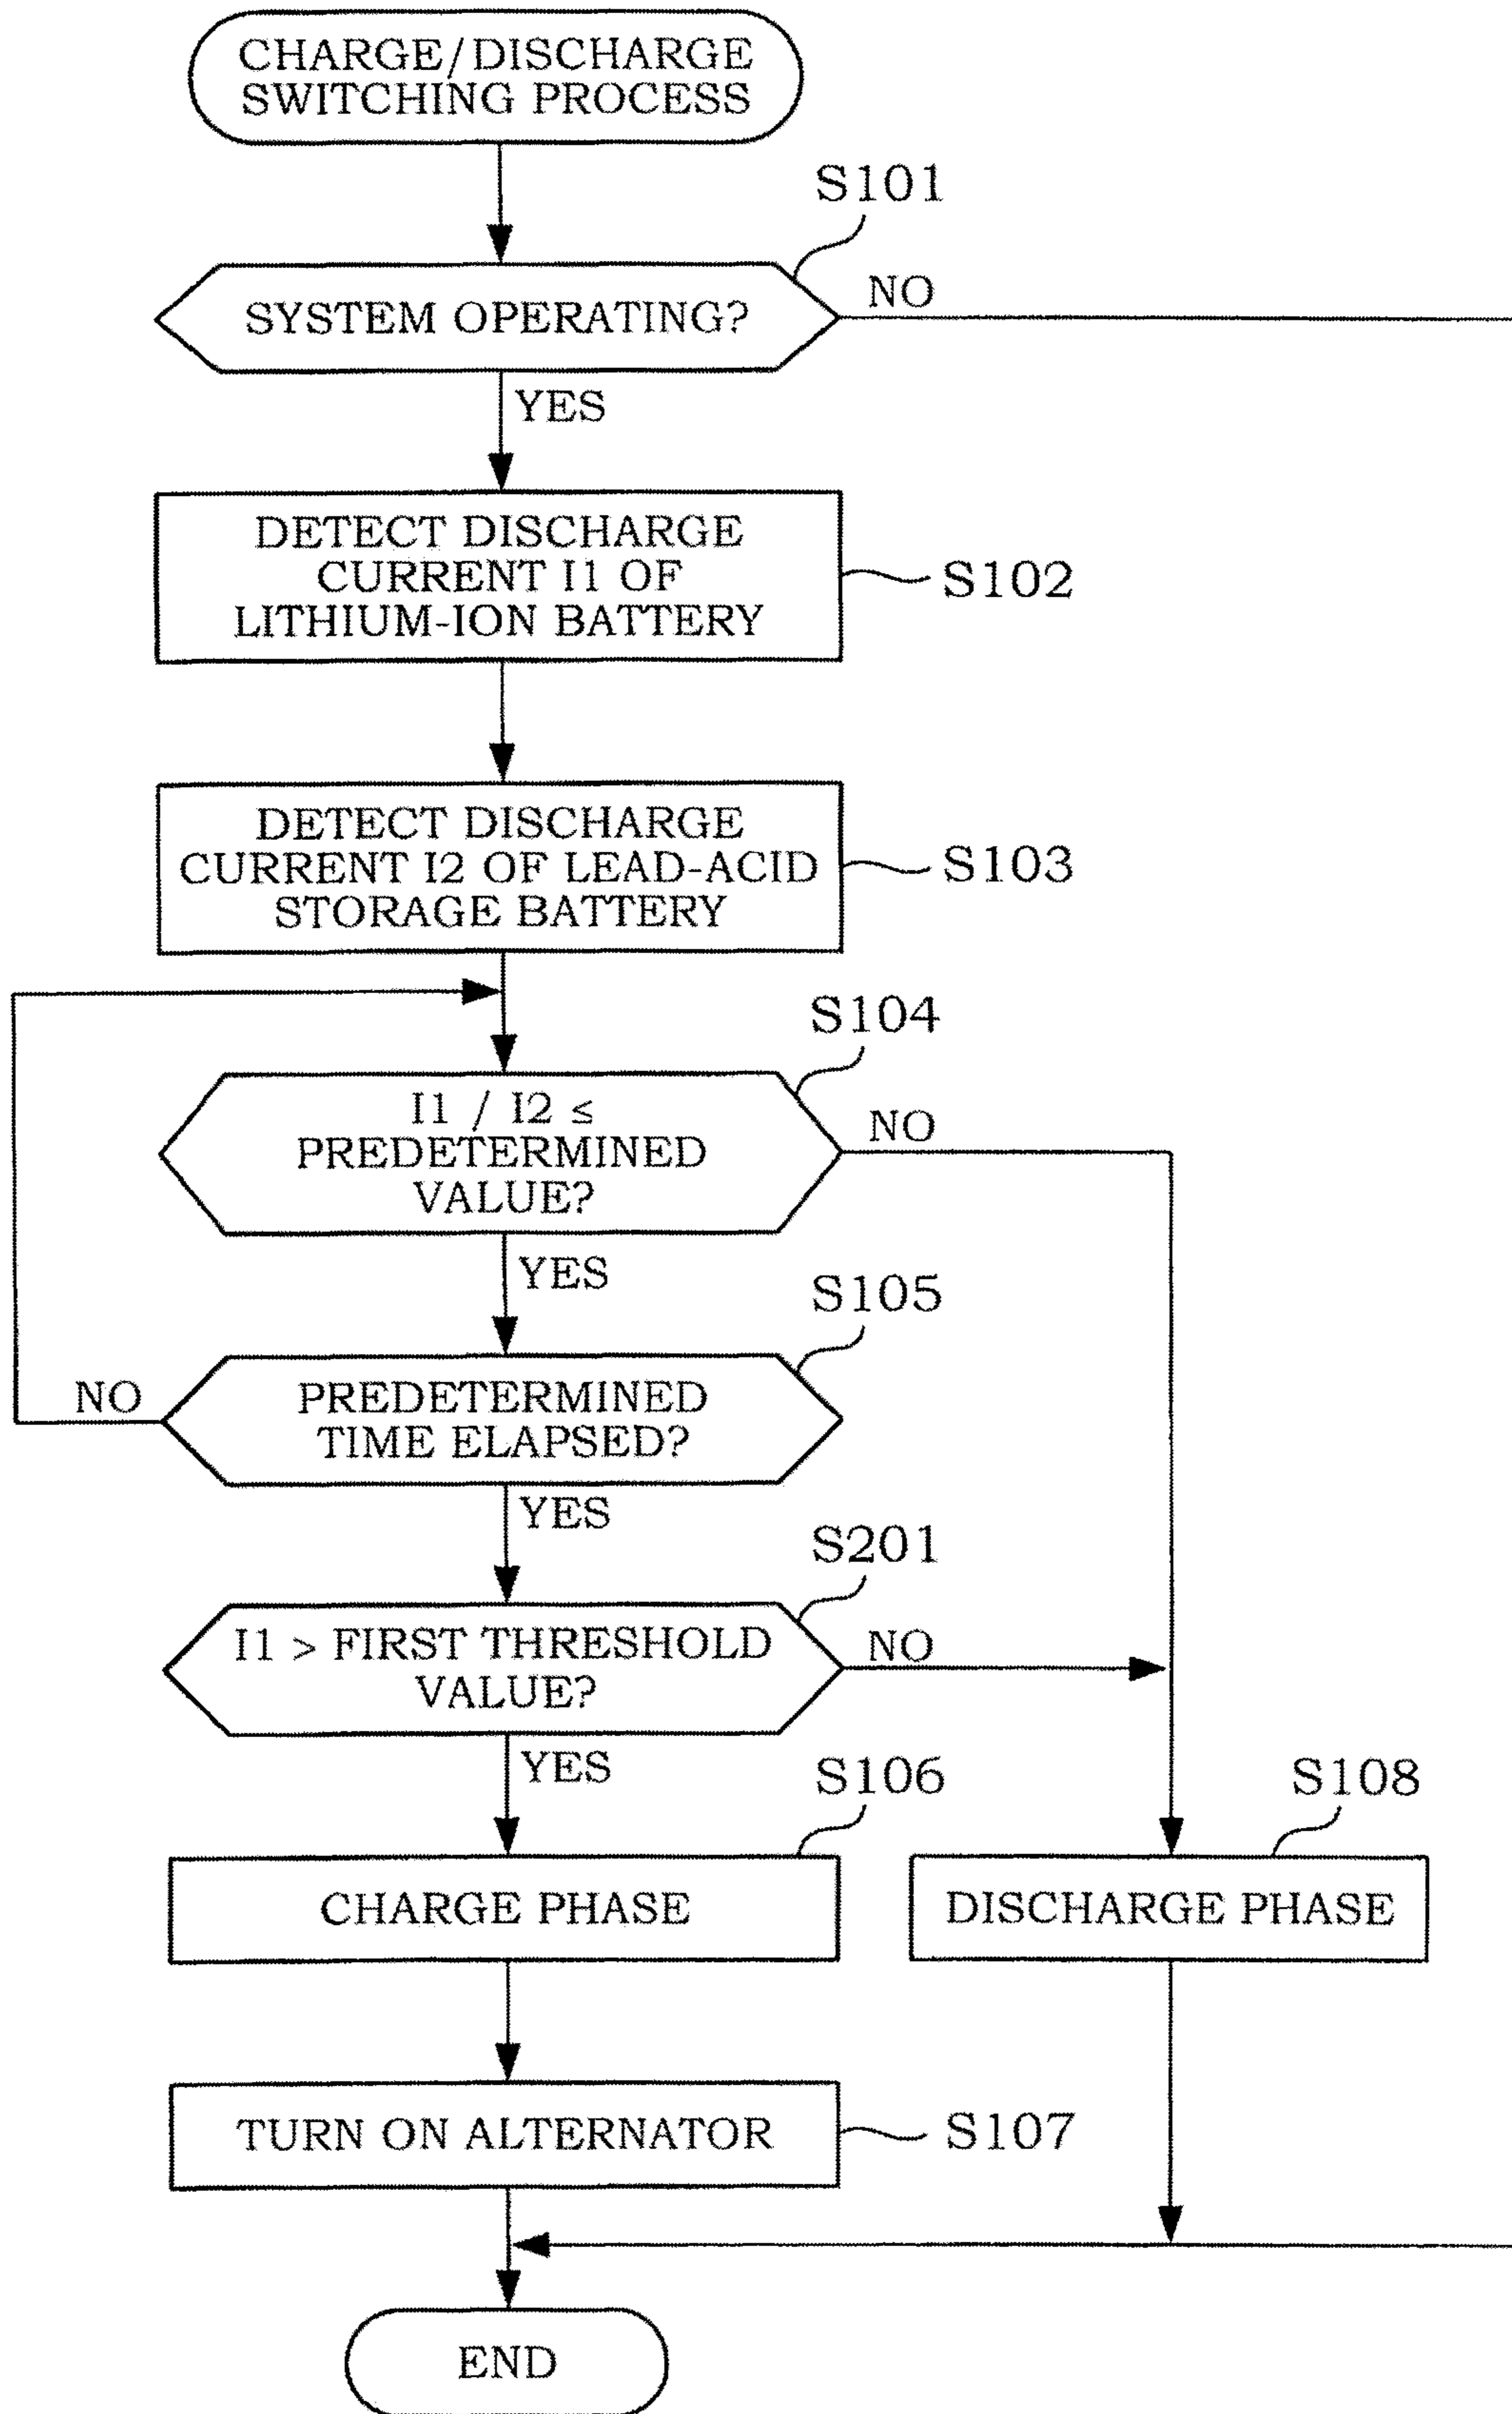 CHARGE/DISCHARGE
SWITCHING PROCESS
S101
SYSTEM OPERATING?
NO
YES
DETECT DISCHARGE
CURRENT I1 OF
LITHIUM-ION BATTERY
S102
DETECT DISCHARGE
CURRENT I2 OF LEAD-ACID
STORAGE BATTERY
S103
S104
I1 / I2 ≤
PREDETERMINED
VALUE?
NO
YES
S105
PREDETERMINED
TIME ELAPSED?
NO
YES
S201
I1 > FIRST THRESHOLD
VALUE?
NO
YES
S106
CHARGE PHASE
S108
DISCHARGE PHASE
TURN ON ALTERNATOR
S107
END